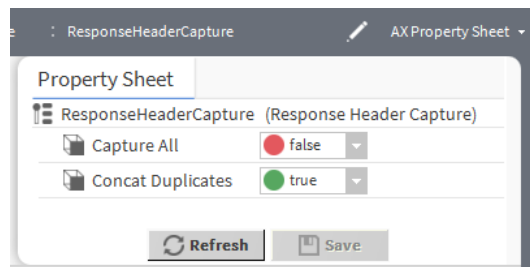 : ResponseHeaderCapture AX Property Sheet
Property Sheet
ResponseHeaderCapture (Response Header Capture)
Capture All false
Concat Duplicates true
Refresh Save